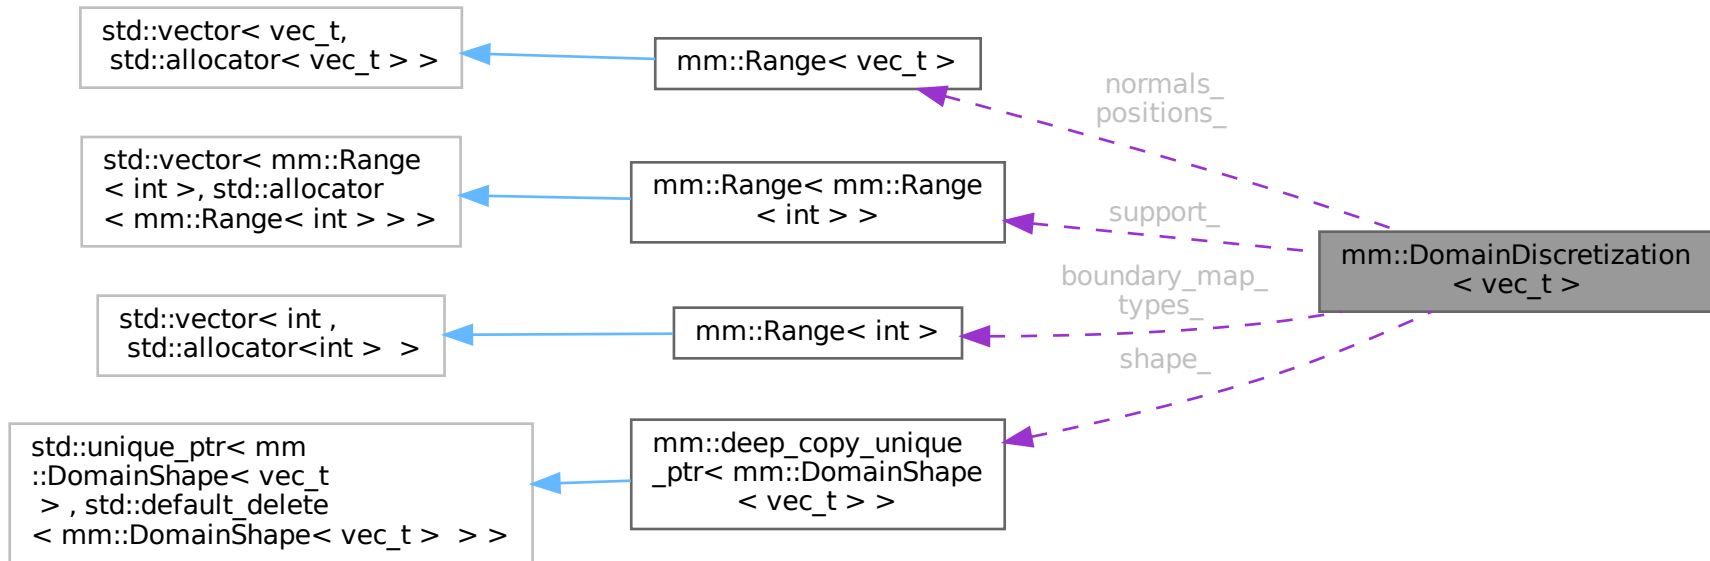 std::vector< vec_t,
std::allocator< vec_t > >
mm::Range< vec_t >
normals_
positions_
std::vector< mm::Range
< int >, std::allocator
< mm::Range< int > > >
mm::Range< mm::Range
< int > >
support_
mm::DomainDiscretization
< vec_t >
boundary_map_
types_
std::vector< int ,
std::allocator<int >  >
mm::Range< int >
shape_
std::unique_ptr< mm
::DomainShape< vec_t
> , std::default_delete
< mm::DomainShape< vec_t >  > >
mm::deep_copy_unique
_ptr< mm::DomainShape
< vec_t > >